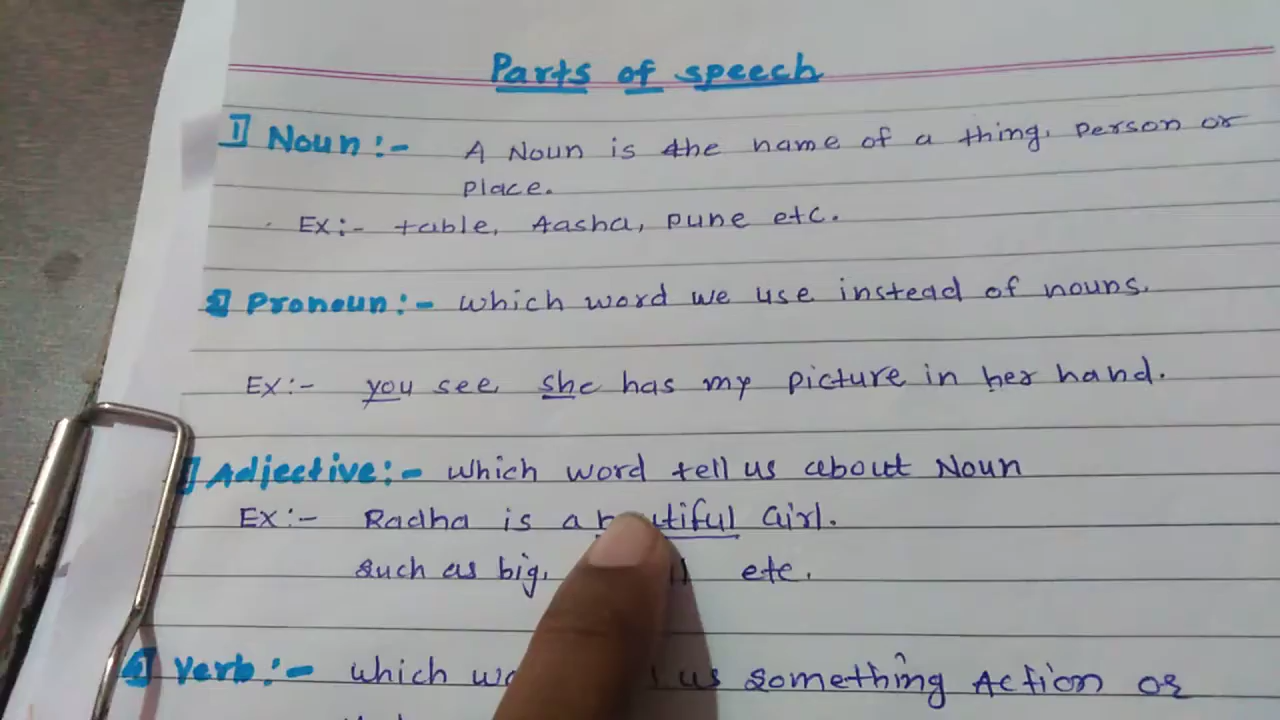 Parts of speech
1] Noun :- A Noun is the name of a thing, person or
place.
Ex:- table, Aasha, pune etc.
2] Pronoun :- which word we use instead of nouns.
Ex:- you see, she has my picture in her hand.
] Adjective :- which word tell us about Noun
Ex:- Radha is a girl.
such as big, etc.
4] Verb :- which us something Action or